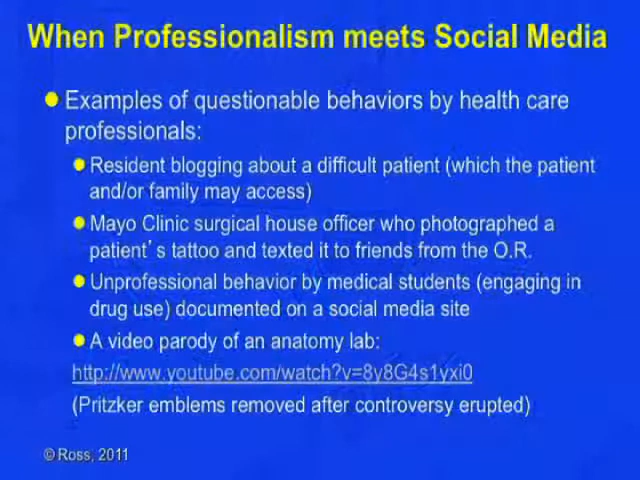 When Professionalism meets Social Media
Examples of questionable behaviors by health care
professionals:
Resident blogging about a difficult patient (which the patient
and/or family may access)
Mayo Clinic surgical house officer who photographed a
patient's tattoo and texted it to friends from the O.R.
Unprofessional behavior by medical students (engaging in
drug use) documented on a social media site
A video parody of an anatomy lab:
http://www.youtube.com/watch?v=8y8G4s1yxi0
(Pritzker emblems removed after controversy erupted)
© Ross, 2011